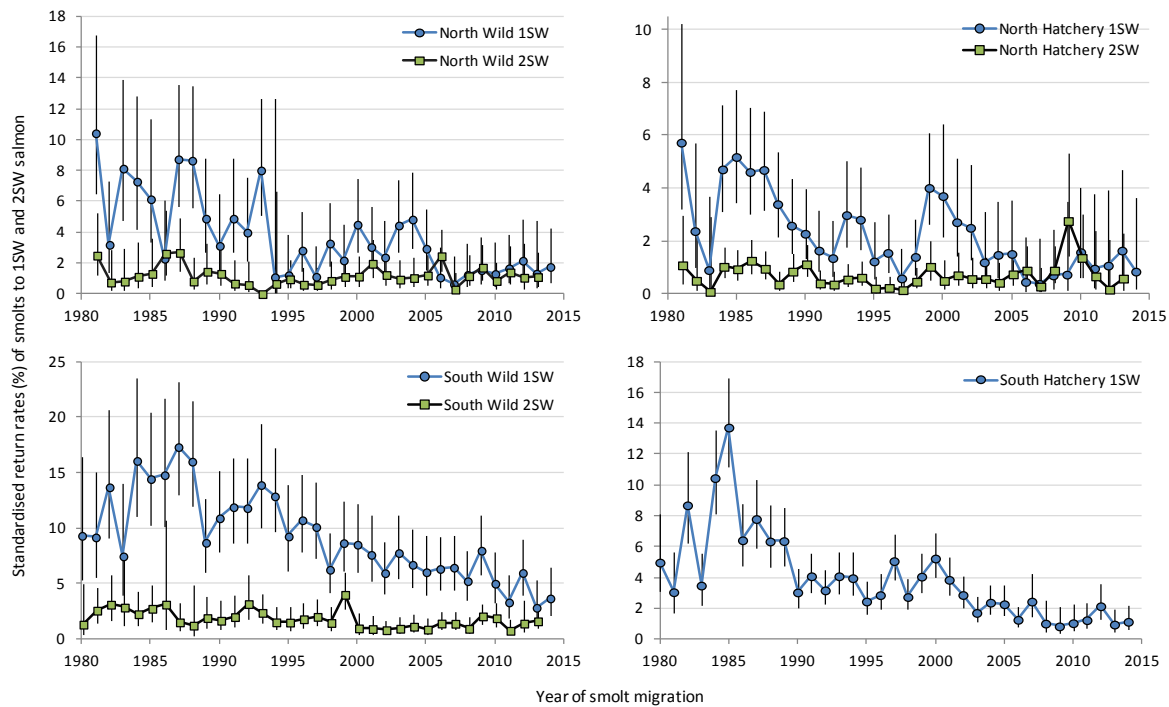 Standardised return rates (%) of smolts to 1SW and 2SW salmon
18
16
14
12
10
8
6
4
2
0
1980 1985 1990 1995 2000 2005 2010 2015
North Wild 1SW
North Wild 2SW
10
8
6
4
2
0
1980 1985 1990 1995 2000 2005 2010 2015
North Hatchery 1SW
North Hatchery 2SW
25
20
15
10
5
0
1980 1985 1990 1995 2000 2005 2010 2015
South Wild 1SW
South Wild 2SW
18
16
14
12
10
8
6
4
2
0
1980 1985 1990 1995 2000 2005 2010 2015
South Hatchery 1SW
Year of smolt migration